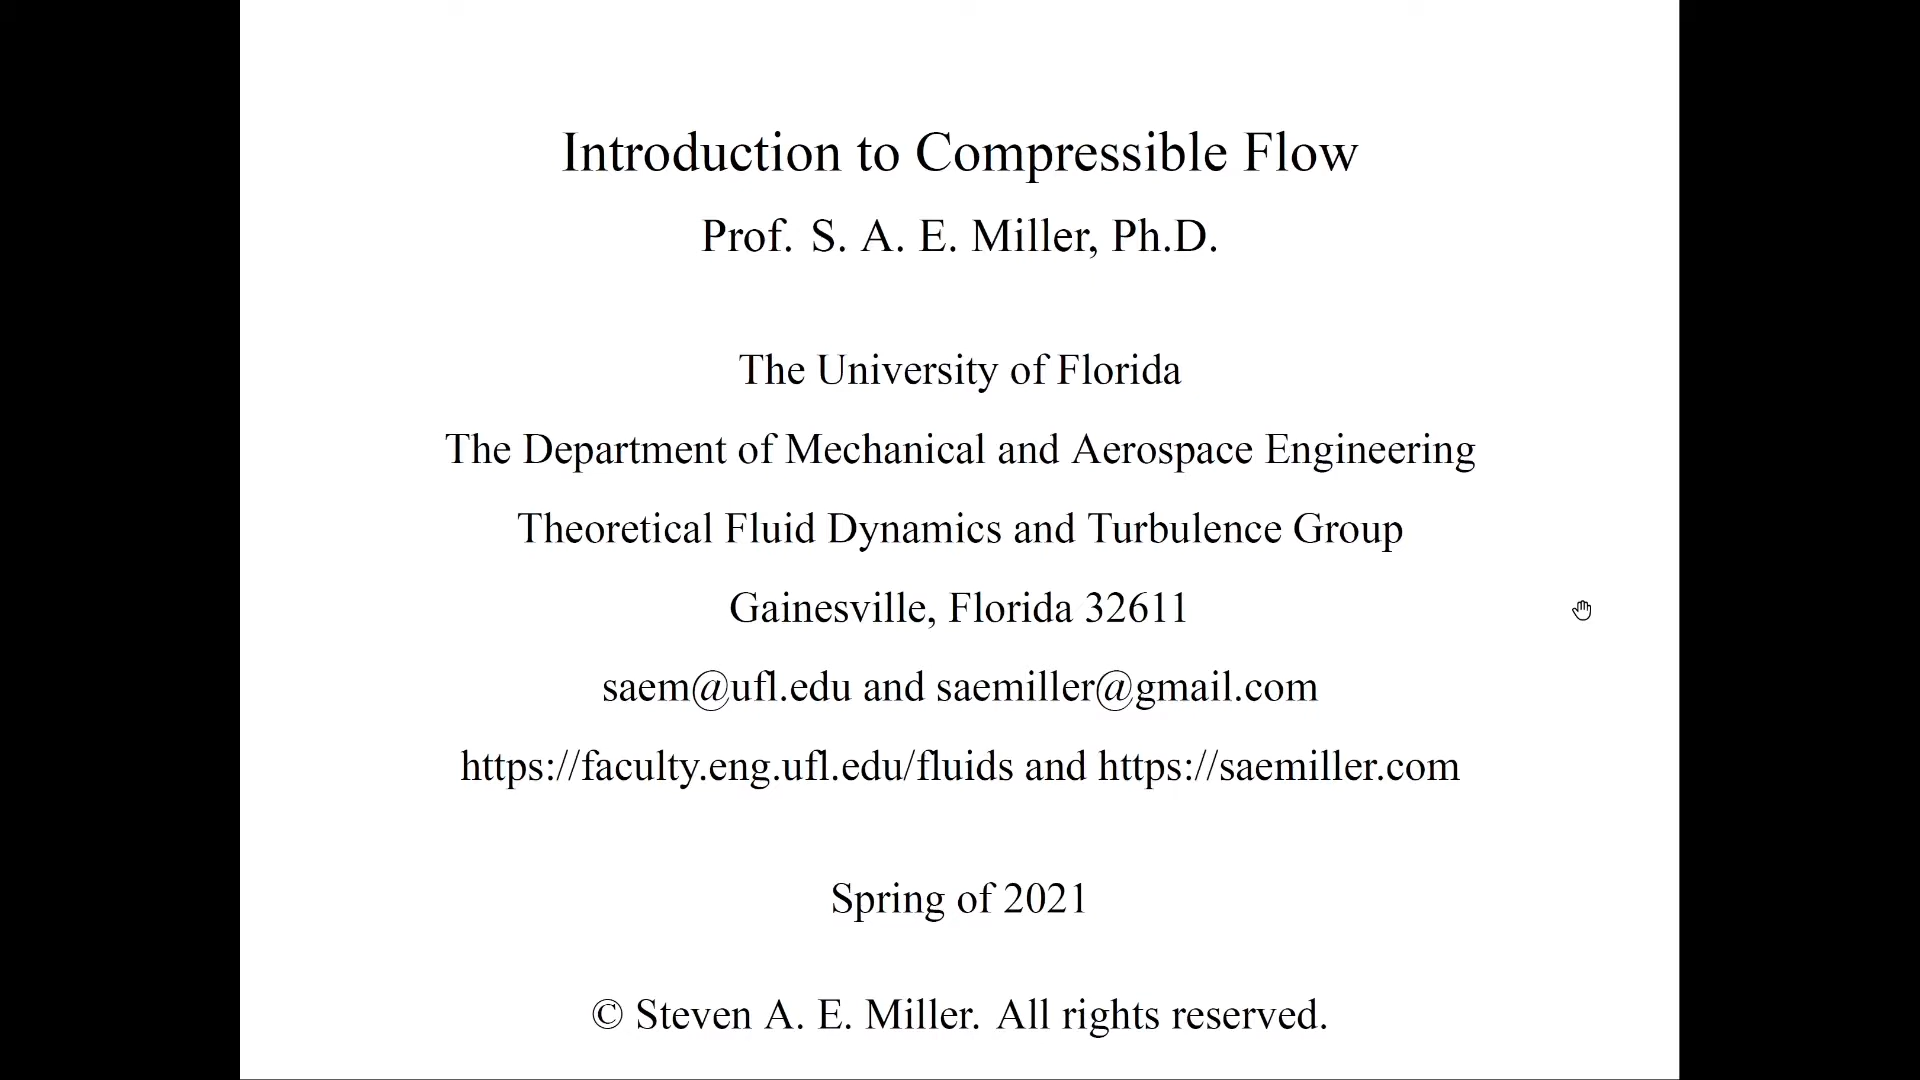 Introduction to Compressible Flow
Prof. S. A. E. Miller, Ph.D.
The University of Florida
The Department of Mechanical and Aerospace Engineering
Theoretical Fluid Dynamics and Turbulence Group
Gainesville, Florida 32611
saem@ufl.edu and saemiller@gmail.com
https://faculty.eng.ufl.edu/fluids and https://saemiller.com
Spring of 2021
© Steven A. E. Miller. All rights reserved.